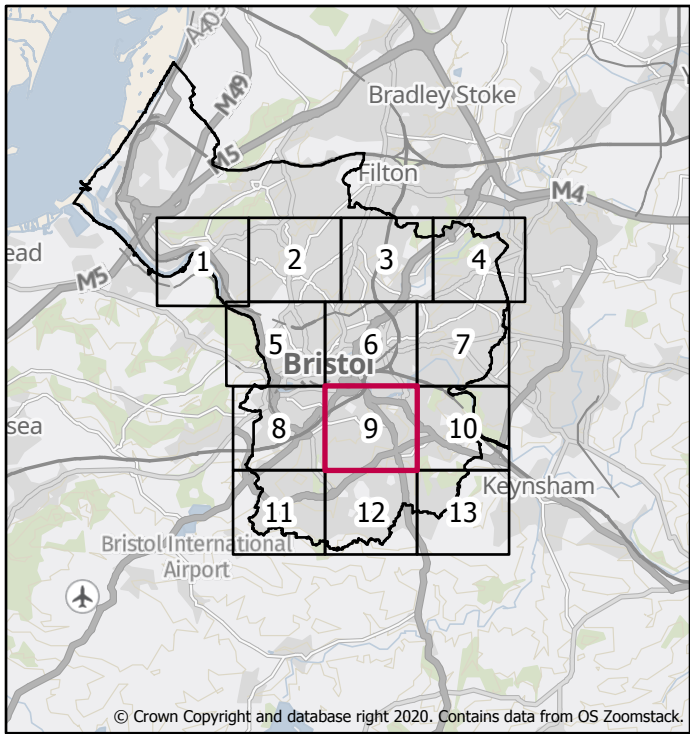 A403
M49
Bradley Stoke
M5
Filton
M4
ead
1
2
3
4
M5
5
6
7
Bristol
sea
8
9
10
Keynsham
11
12
13
Bristol International
Airport
© Crown Copyright and database right 2020. Contains data from OS Zoomstack.